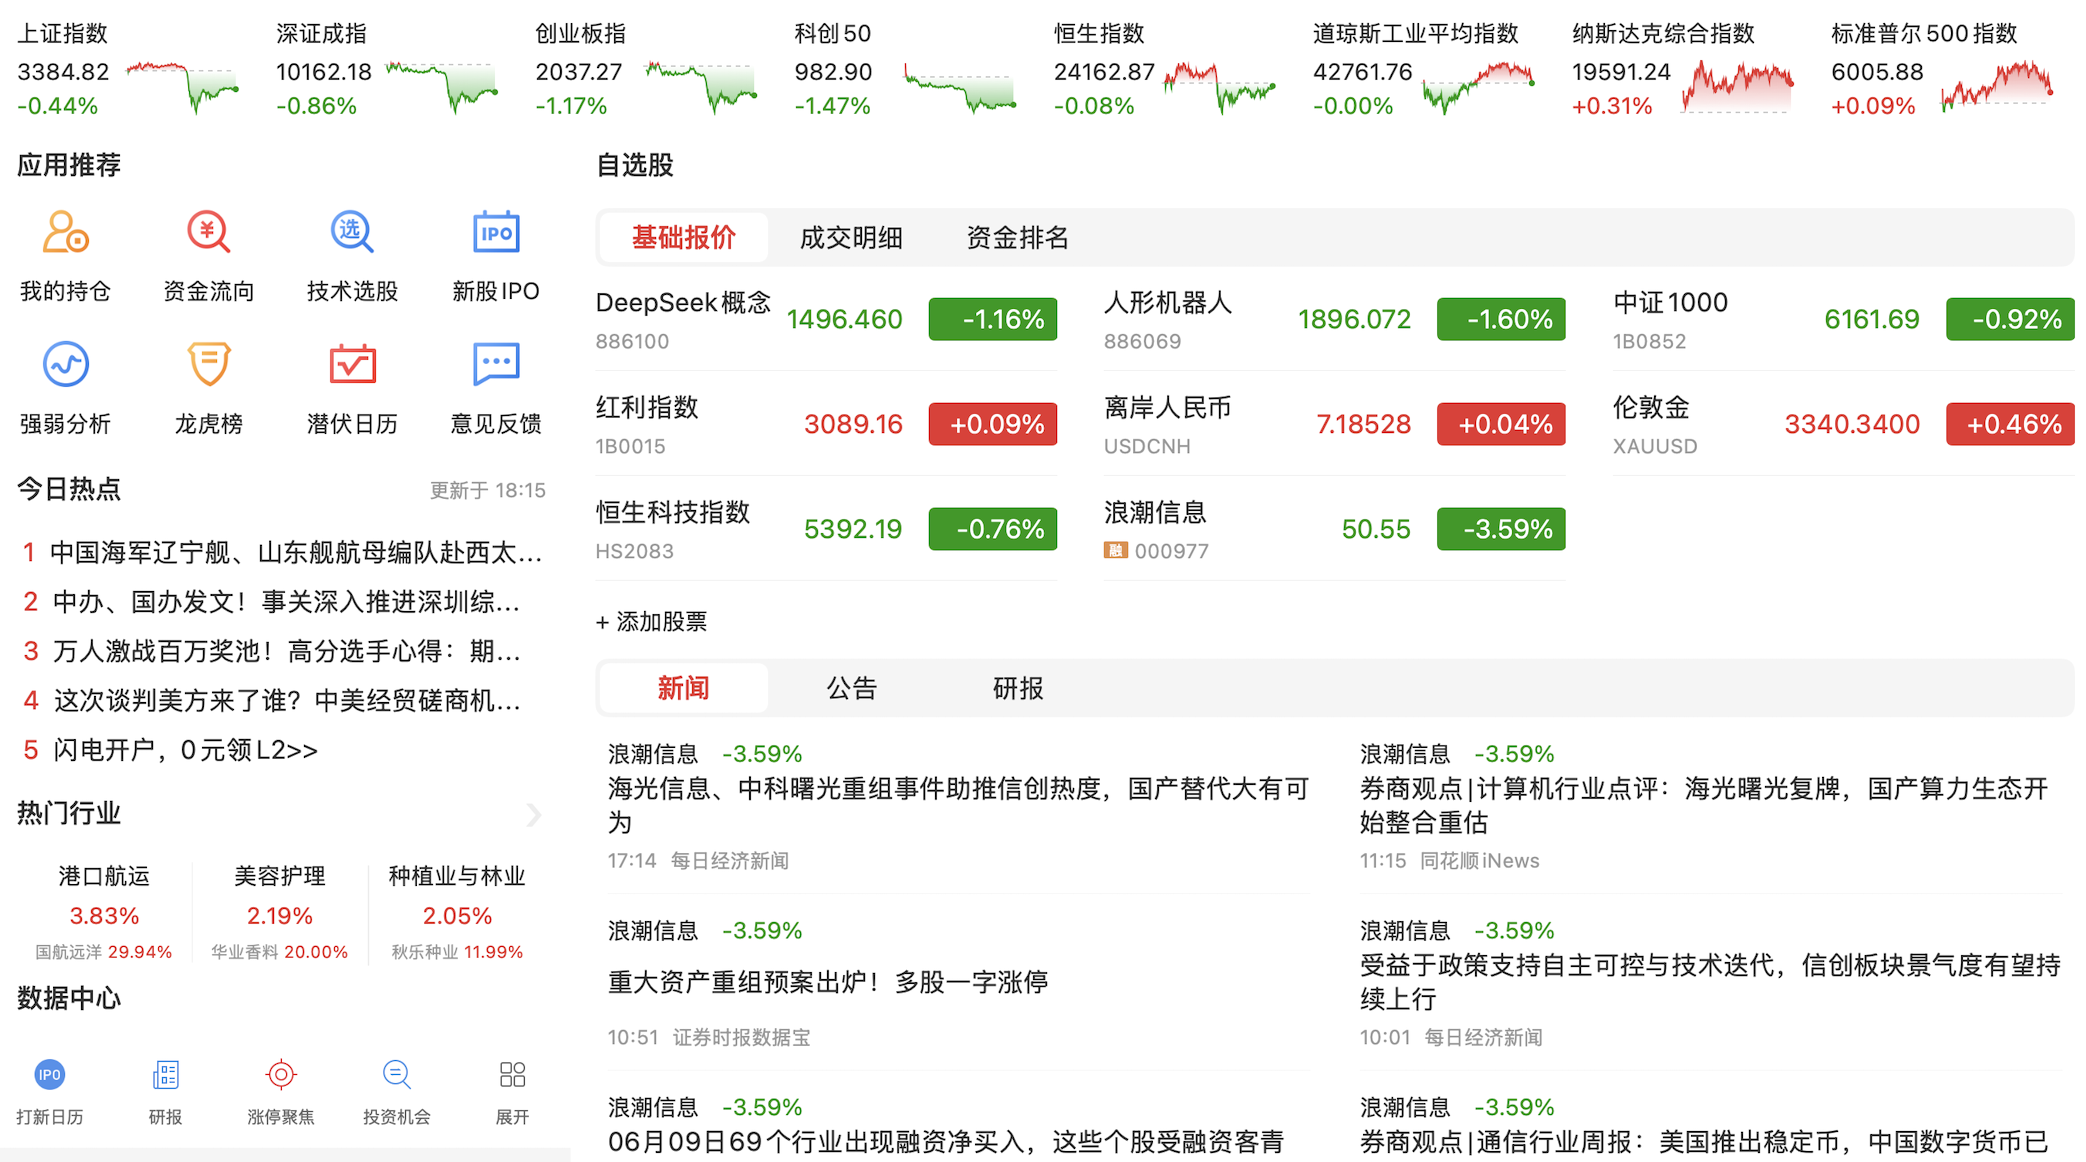 上证指数
3384.82
-0.44%
深证成指
10162.18
-0.86%
创业板指
2037.27
-1.17%
科创50
982.90
-1.47%
恒生指数
24162.87
-0.08%
道琼斯工业平均指数
42761.76
-0.00%
纳斯达克综合指数
19591.24
+0.31%
标准普尔500指数
6005.88
+0.09%
应用推荐
我的持仓
¥
资金流向
选
技术选股
IPO
新股IPO
强弱分析
龙虎榜
潜伏日历
意见反馈
今日热点
更新于 18:15
1 中国海军辽宁舰、山东舰航母编队赴西太...
2 中办、国办发文！事关深入推进深圳综...
3 万人激战百万奖池！高分选手心得：期...
4 这次谈判美方来了谁？中美经贸磋商机...
5 闪电开户，0元领L2>>
热门行业
港口航运
3.83%
国航远洋 29.94%
美容护理
2.19%
华业香料 20.00%
种植业与林业
2.05%
秋乐种业 11.99%
数据中心
IPO
打新日历
研报
涨停聚焦
投资机会
展开
自选股
基础报价 成交明细 资金排名
DeepSeek概念
886100
1496.460
-1.16%
人形机器人
886069
1896.072
-1.60%
中证1000
1B0852
6161.69
-0.92%
红利指数
1B0015
3089.16
+0.09%
离岸人民币
USDCNH
7.18528
+0.04%
伦敦金
XAUUSD
3340.3400
+0.46%
恒生科技指数
HS2083
5392.19
-0.76%
浪潮信息
融 000977
50.55
-3.59%
+ 添加股票
新闻 公告 研报
浪潮信息 -3.59%
海光信息、中科曙光重组事件助推信创热度，国产替代大有可
为
17:14 每日经济新闻
浪潮信息 -3.59%
券商观点|计算机行业点评：海光曙光复牌，国产算力生态开
始整合重估
11:15 同花顺iNews
浪潮信息 -3.59%
重大资产重组预案出炉！多股一字涨停
10:51 证券时报数据宝
浪潮信息 -3.59%
受益于政策支持自主可控与技术迭代，信创板块景气度有望持
续上行
10:01 每日经济新闻
浪潮信息 -3.59%
06月09日69个行业出现融资净买入，这些个股受融资客青
浪潮信息 -3.59%
券商观点|通信行业周报：美国推出稳定币，中国数字货币已